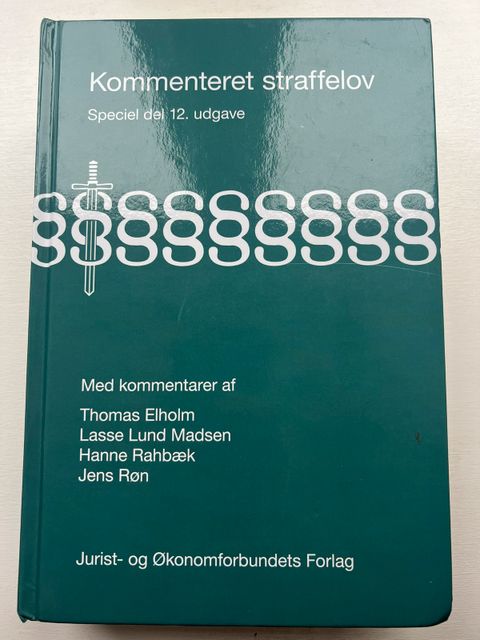 Kommenteret straffelov
Speciel del 12. udgave
§§§§§§§§§
Med kommentarer af
Thomas Elholm
Lasse Lund Madsen
Hanne Rahbæk
Jens Røn
Jurist- og Økonomforbundets Forlag